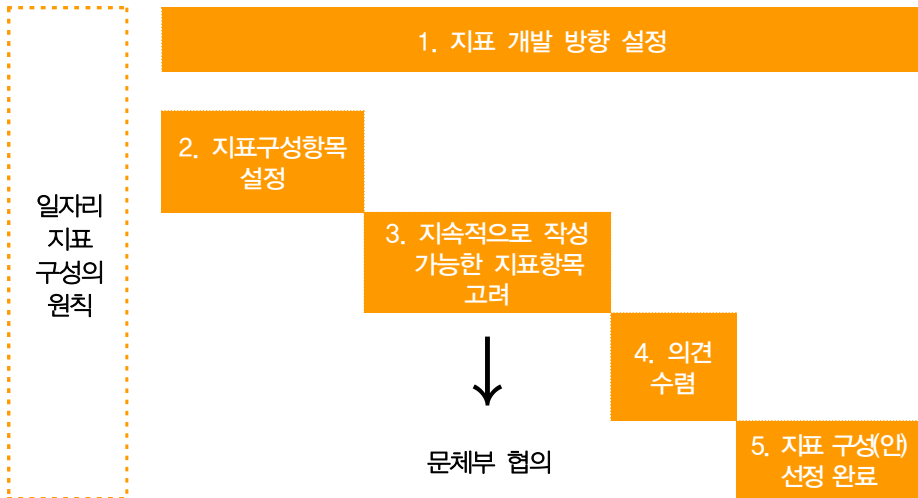 1. 지표 개발 방향 설정
2. 지표구성항목
설정
일자리
지표
구성의
원칙
3. 지속적으로 작성
가능한 지표항목
고려
4. 의견
수렴
문체부 협의
5. 지표 구성(안)
선정 완료